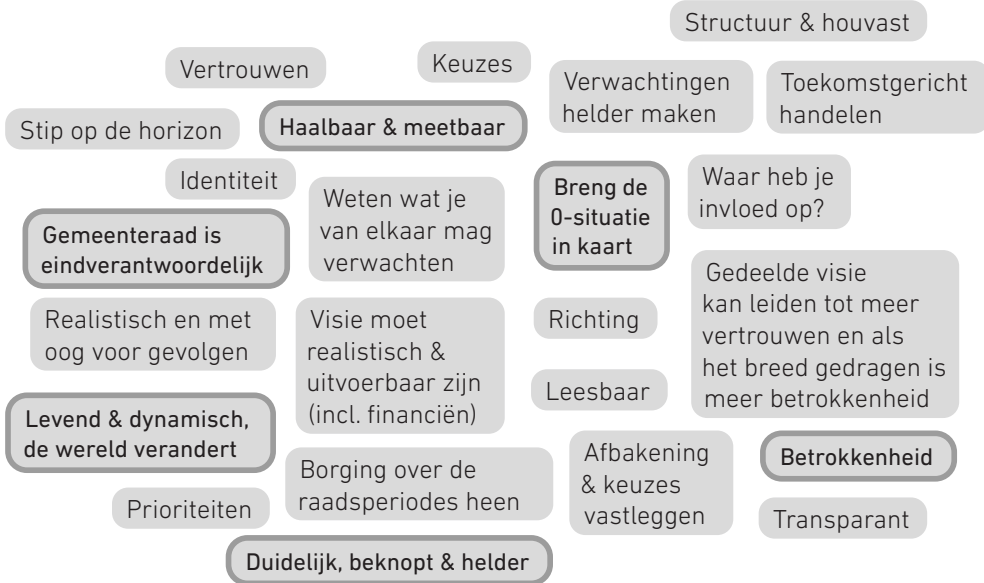 Structuur & houvast
Vertrouwen
Keuzes
Verwachtingen
helder maken
Toekomstgericht
handelen
Stip op de horizon
Haalbaar & meetbaar
Identiteit
Weten wat je
van elkaar mag
verwachten
Breng de
0-situatie
in kaart
Waar heb je
invloed op?
Gemeenteraad is
eindverantwoordelijk
Gedeelde visie
kan leiden tot meer
vertrouwen en als
het breed gedragen is
meer betrokkenheid
Realistisch en met
oog voor gevolgen
Visie moet
realistisch &
uitvoerbaar zijn
(incl. financiën)
Richting
Leesbaar
Levend & dynamisch,
de wereld verandert
Borging over de
raadsperiodes heen
Afbakening
& keuzes
vastleggen
Betrokkenheid
Prioriteiten
Transparant
Duidelijk, beknopt & helder